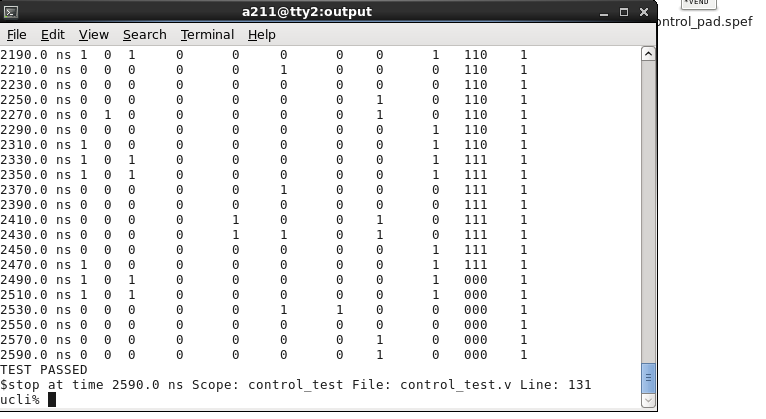 a211@tty2:output
*VEND
ontrol_pad.spef
File Edit View Search Terminal Help
2190.0 ns 1 0 1 0 0 0 0 0 1 110 1
2210.0 ns 0 0 0 0 0 1 0 0 0 110 1
2230.0 ns 0 0 0 0 0 0 0 0 0 110 1
2250.0 ns 0 0 0 0 0 0 0 1 0 110 1
2270.0 ns 0 1 0 0 0 0 0 1 0 110 1
2290.0 ns 0 0 0 0 0 0 0 0 1 110 1
2310.0 ns 1 0 0 0 0 0 0 0 1 110 1
2330.0 ns 1 0 1 0 0 0 0 0 1 111 1
2350.0 ns 1 0 1 0 0 0 0 0 1 111 1
2370.0 ns 0 0 0 0 0 1 0 0 0 111 1
2390.0 ns 0 0 0 0 0 0 0 0 0 111 1
2410.0 ns 0 0 0 0 1 0 0 1 0 111 1
2430.0 ns 0 0 0 0 1 1 0 1 0 111 1
2450.0 ns 0 0 0 0 0 0 0 0 1 111 1
2470.0 ns 1 0 0 0 0 0 0 0 1 111 1
2490.0 ns 1 0 1 0 0 0 0 0 1 000 1
2510.0 ns 1 0 1 0 0 0 0 0 1 000 1
2530.0 ns 0 0 0 0 0 1 1 0 0 000 1
2550.0 ns 0 0 0 0 0 0 0 0 0 000 1
2570.0 ns 0 0 0 0 0 0 0 1 0 000 1
2590.0 ns 0 0 0 0 0 0 0 1 0 000 1
TEST PASSED
$stop at time 2590.0 ns Scope: control_test File: control_test.v Line: 131
ucli%